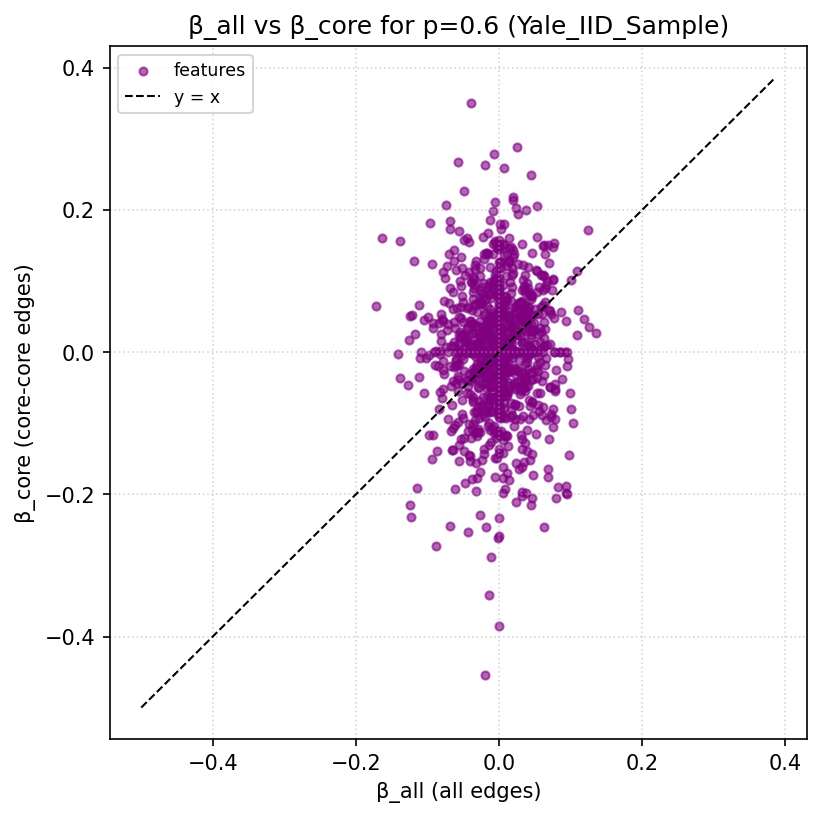 β_all vs β_core for p=0.6 (Yale_IID_Sample)
features
y = x
0.4
0.2
0.0
−0.2
−0.4
β_core (core-core edges)
−0.4
−0.2
0.0
0.2
0.4
β_all (all edges)